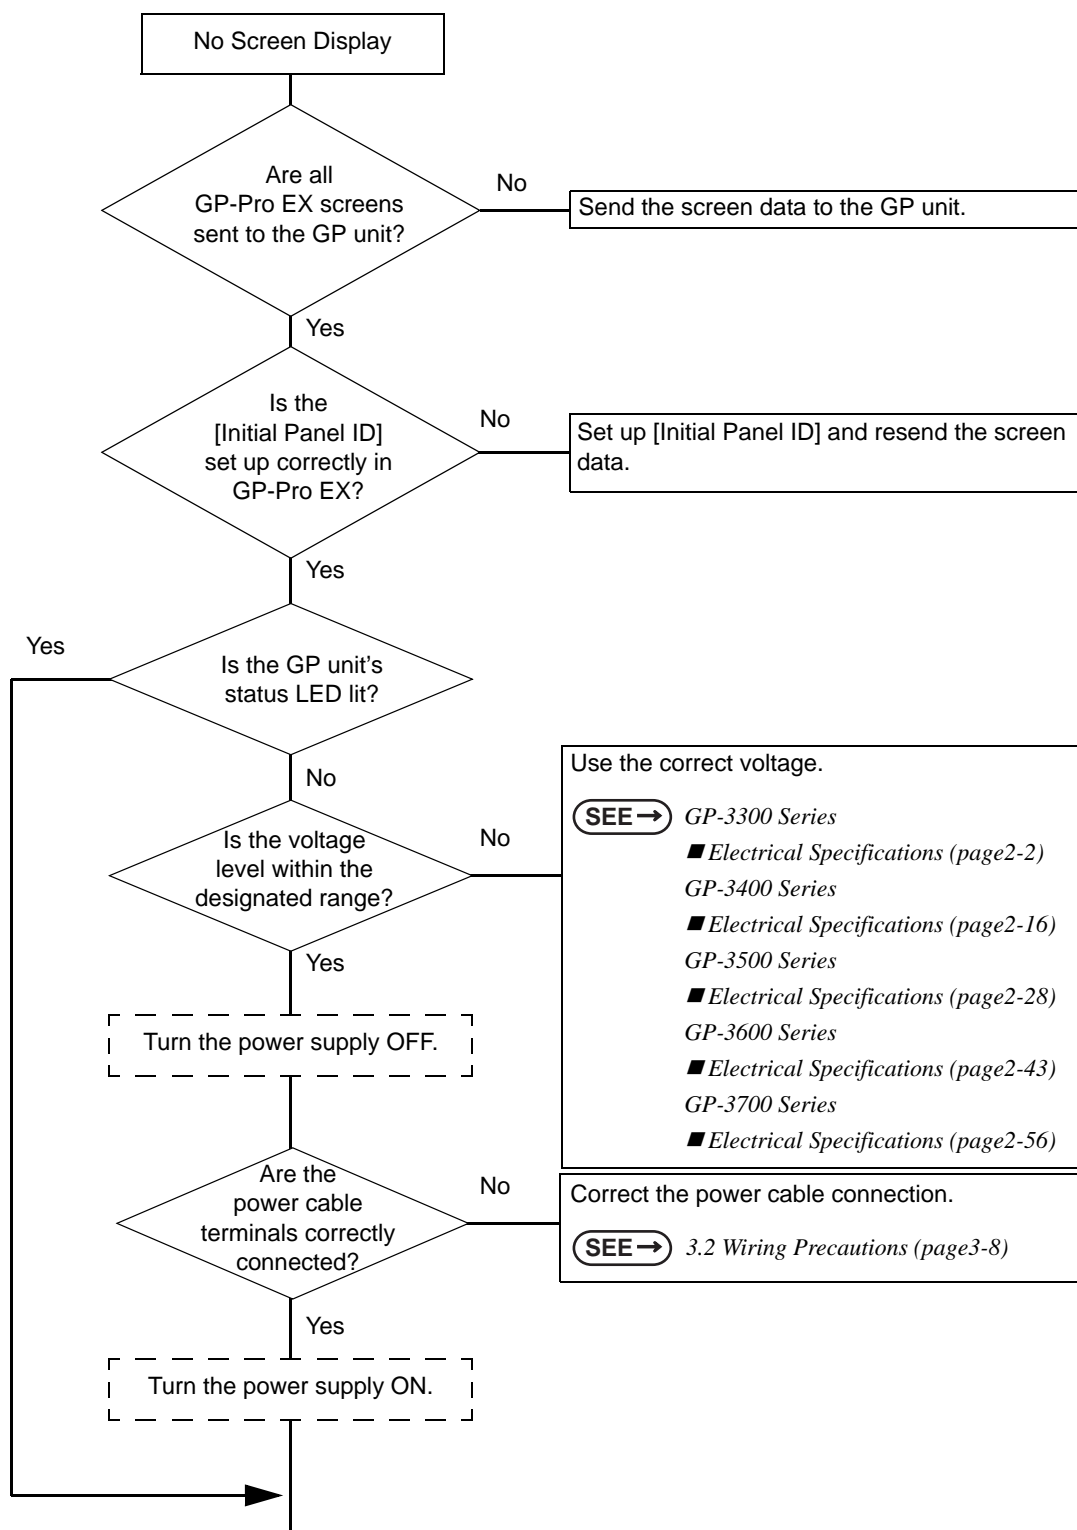 No Screen Display
Are all
GP-Pro EX screens
sent to the GP unit?
No
Send the screen data to the GP unit.
Yes
Is the
[Initial Panel ID]
set up correctly in
GP-Pro EX?
No
Set up [Initial Panel ID] and resend the screen
data.
Yes
Yes
Is the GP unit's
status LED lit?
No
Is the voltage
level within the
designated range?
No
Use the correct voltage.
SEE→ GP-3300 Series
■ Electrical Specifications (page2-2)
GP-3400 Series
■ Electrical Specifications (page2-16)
GP-3500 Series
■ Electrical Specifications (page2-28)
GP-3600 Series
■ Electrical Specifications (page2-43)
GP-3700 Series
■ Electrical Specifications (page2-56)
Yes
Turn the power supply OFF.
Are the
power cable
terminals correctly
connected?
No
Correct the power cable connection.
SEE→ 3.2 Wiring Precautions (page3-8)
Yes
Turn the power supply ON.